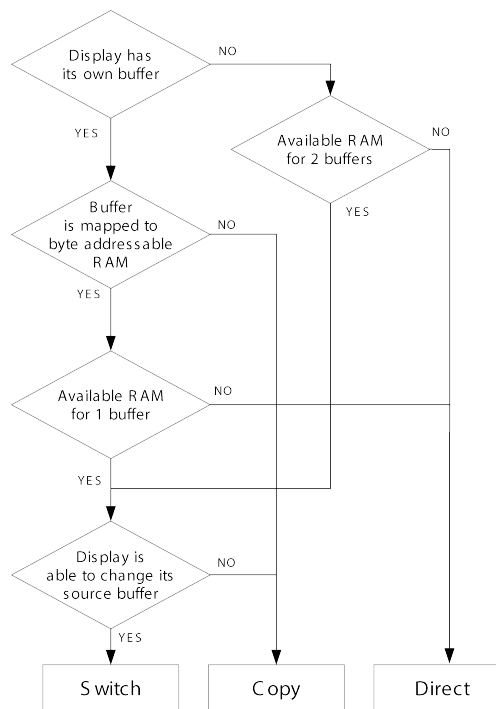 Display has
its own buffer
NO
YES
Available RAM
for 2 buffers
NO
YES
Buffer
is mapped to
byte addressable
RAM
NO
YES
Available RAM
for 1 buffer
NO
YES
Display is
able to change its
source buffer
NO
YES
Switch
Copy
Direct